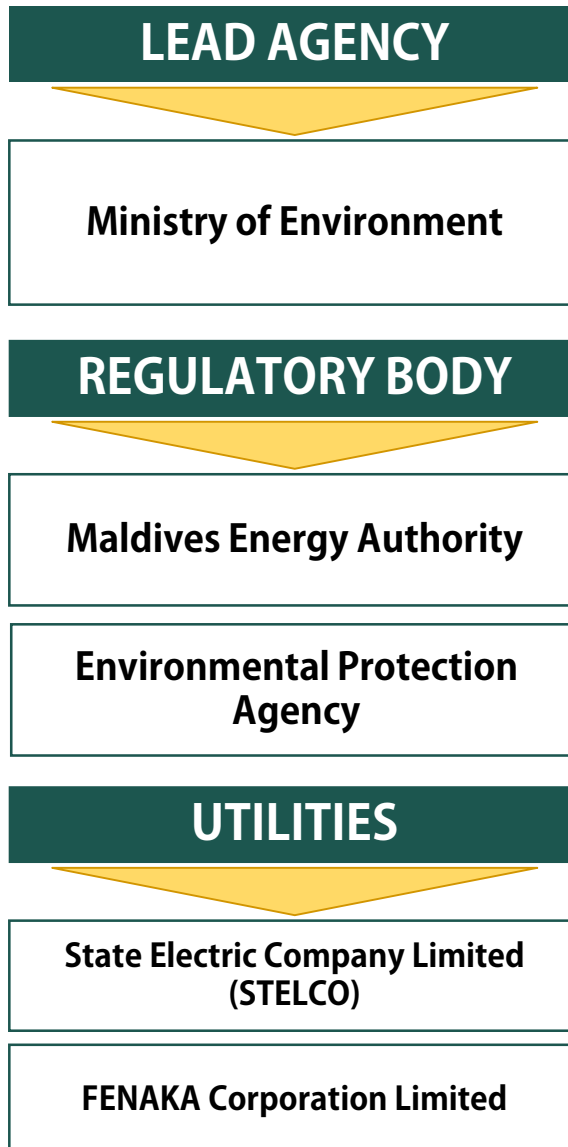 LEAD AGENCY
Ministry of Environment
REGULATORY BODY
Maldives Energy Authority
Environmental Protection
Agency
UTILITIES
State Electric Company Limited
(STELCO)
FENAKA Corporation Limited